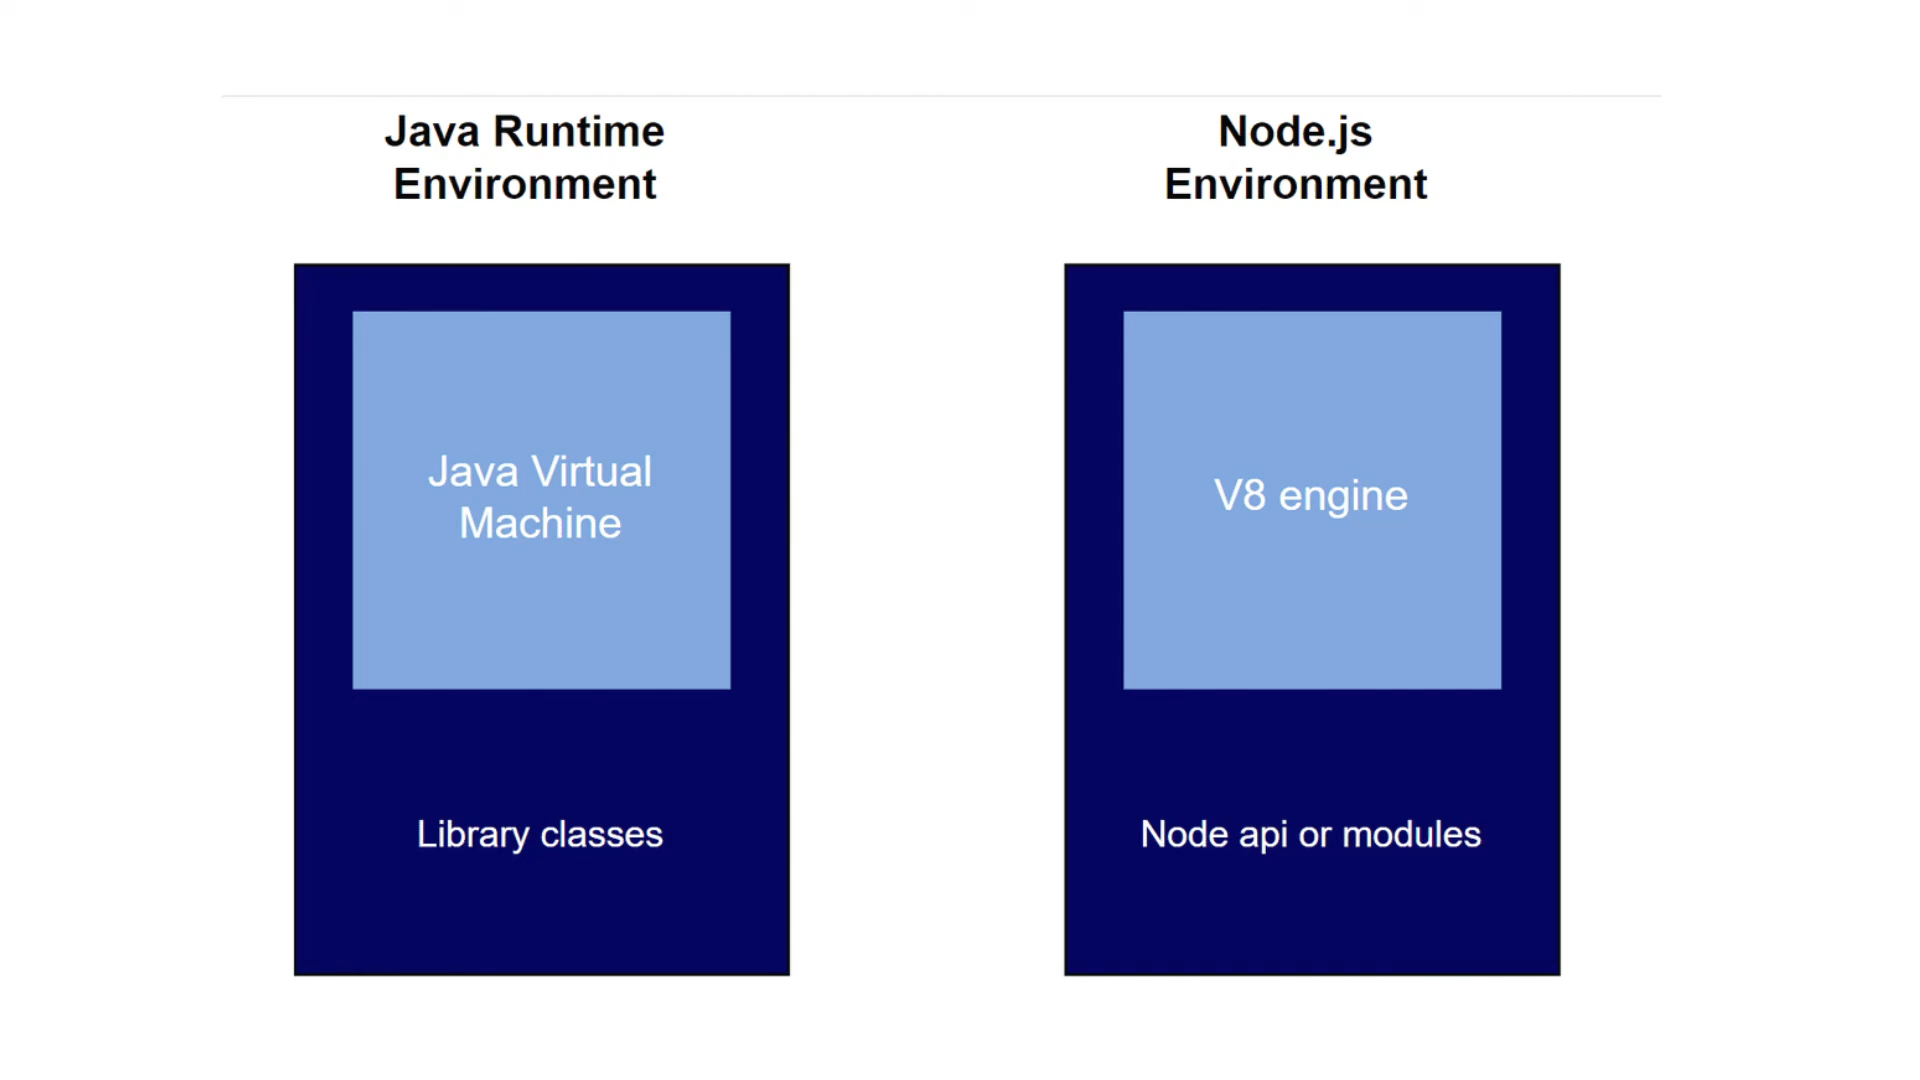 Java Runtime
Environment
Node.js
Environment
Java Virtual
Machine
V8 engine
Library classes
Node api or modules